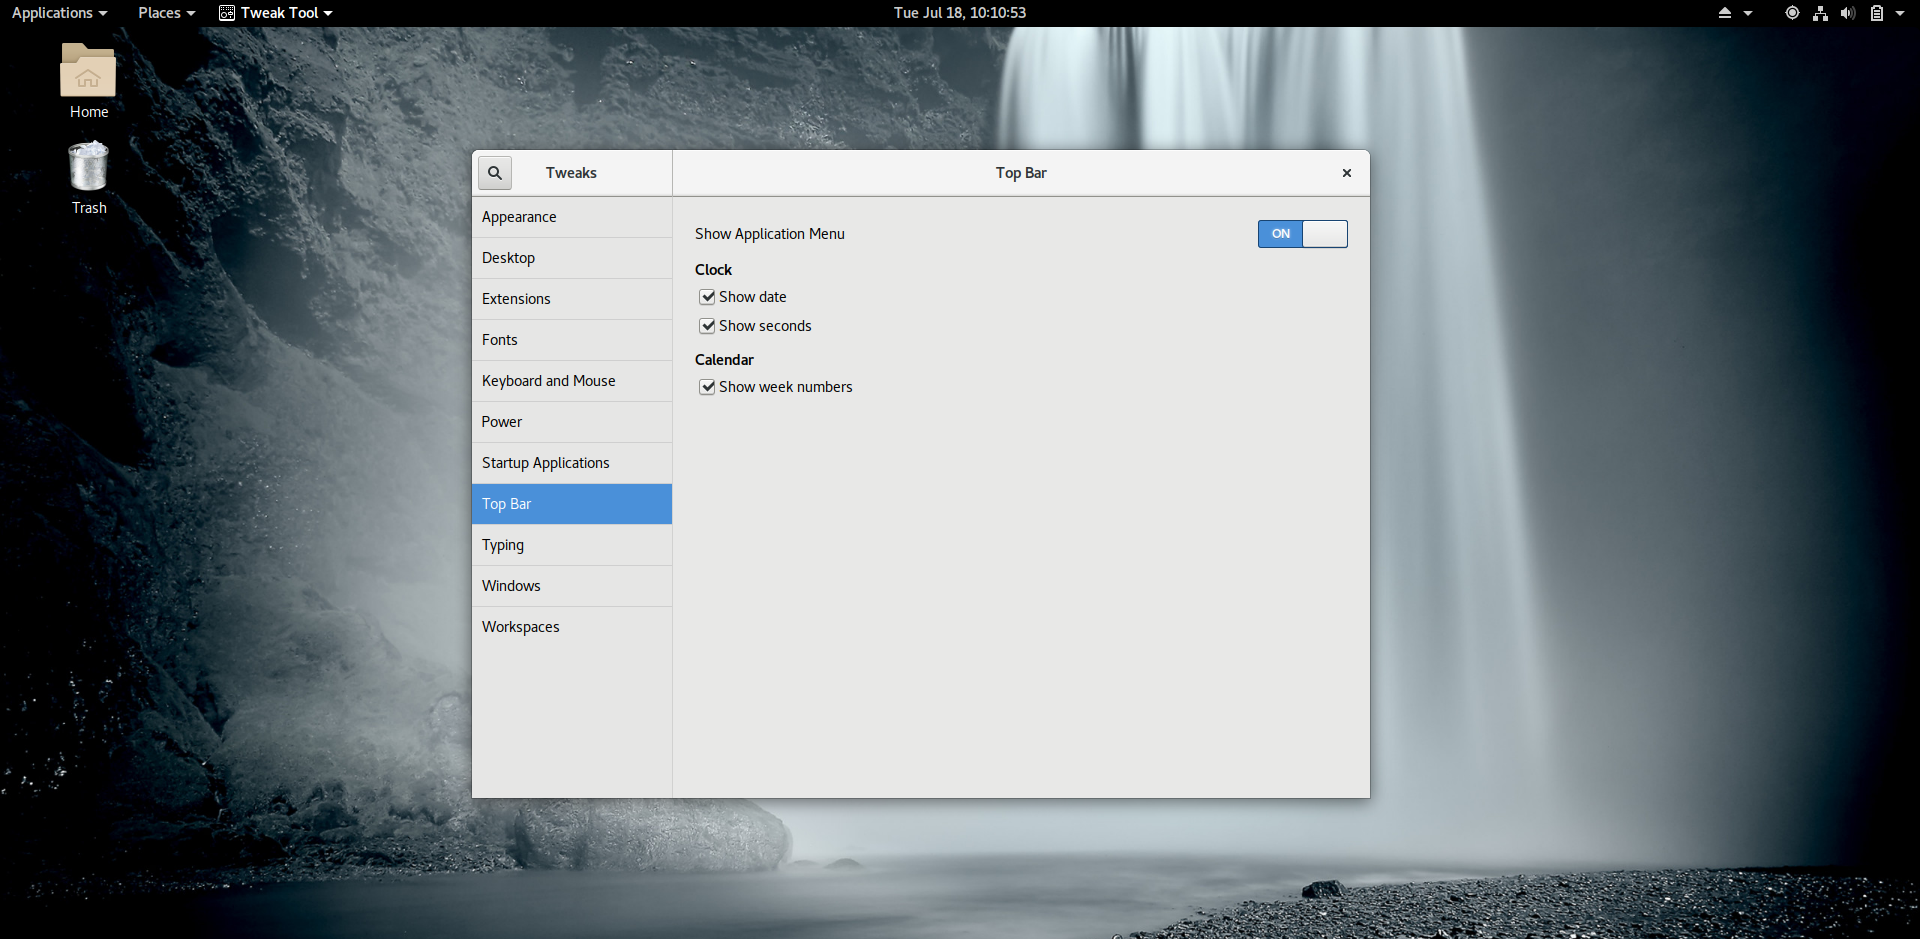 Applications Places Tweak Tool Tue Jul 18, 10:10:53
Home
Trash
Tweaks
Top Bar
Appearance
Desktop
Extensions
Fonts
Keyboard and Mouse
Power
Startup Applications
Top Bar
Typing
Windows
Workspaces
Show Application Menu ON
Clock
Show date
Show seconds
Calendar
Show week numbers